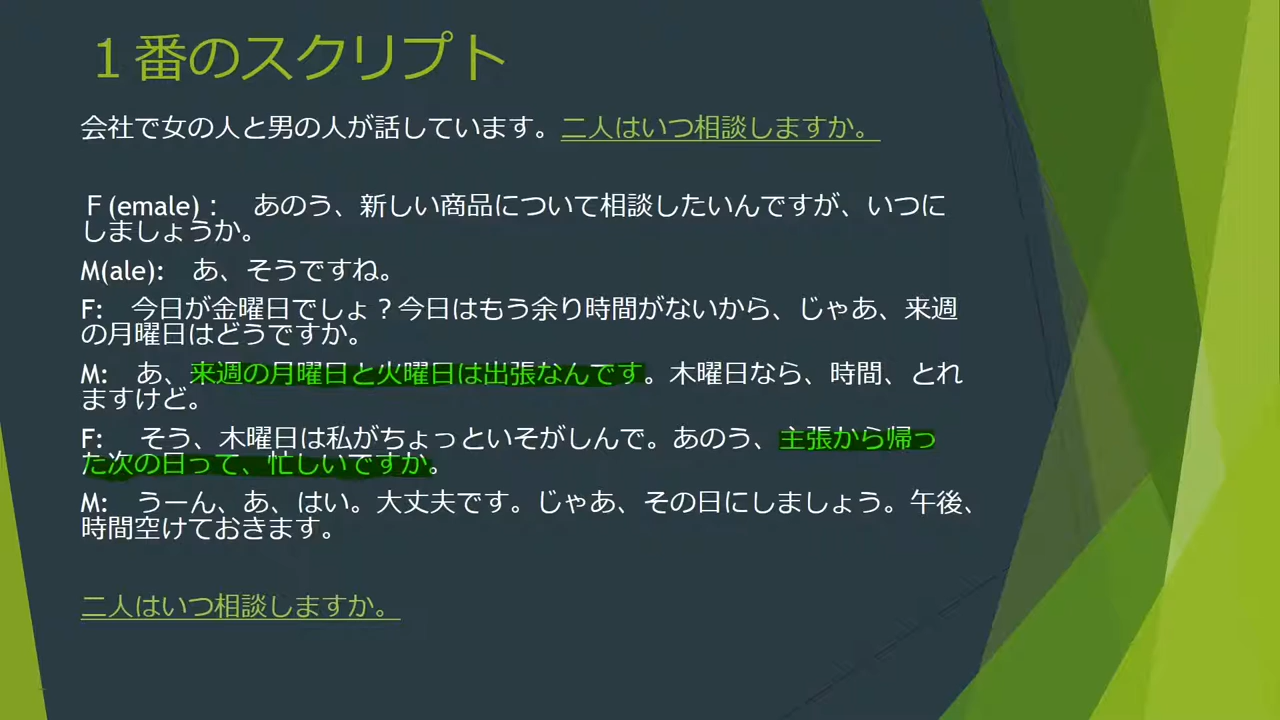 １番のスクリプト
会社で女の人と男の人が話しています。二人はいつ相談しますか。
Ｆ(emale)： あのう、新しい商品について相談したいんですが、いつに
しましょうか。
M(ale): あ、そうですね。
F: 今日が金曜日でしょ？今日はもう余り時間がないから、じゃあ、来週
の月曜日はどうですか。
M: あ、来週の月曜日と火曜日は出張なんです。木曜日なら、時間、とれ
ますけど。
F: そう、木曜日は私がちょっといそがしんで。あのう、主張から帰っ
た次の日って、忙しいですか。
M: うーん、あ、はい。大丈夫です。じゃあ、その日にしましょう。午後、
時間空けておきます。
二人はいつ相談しますか。